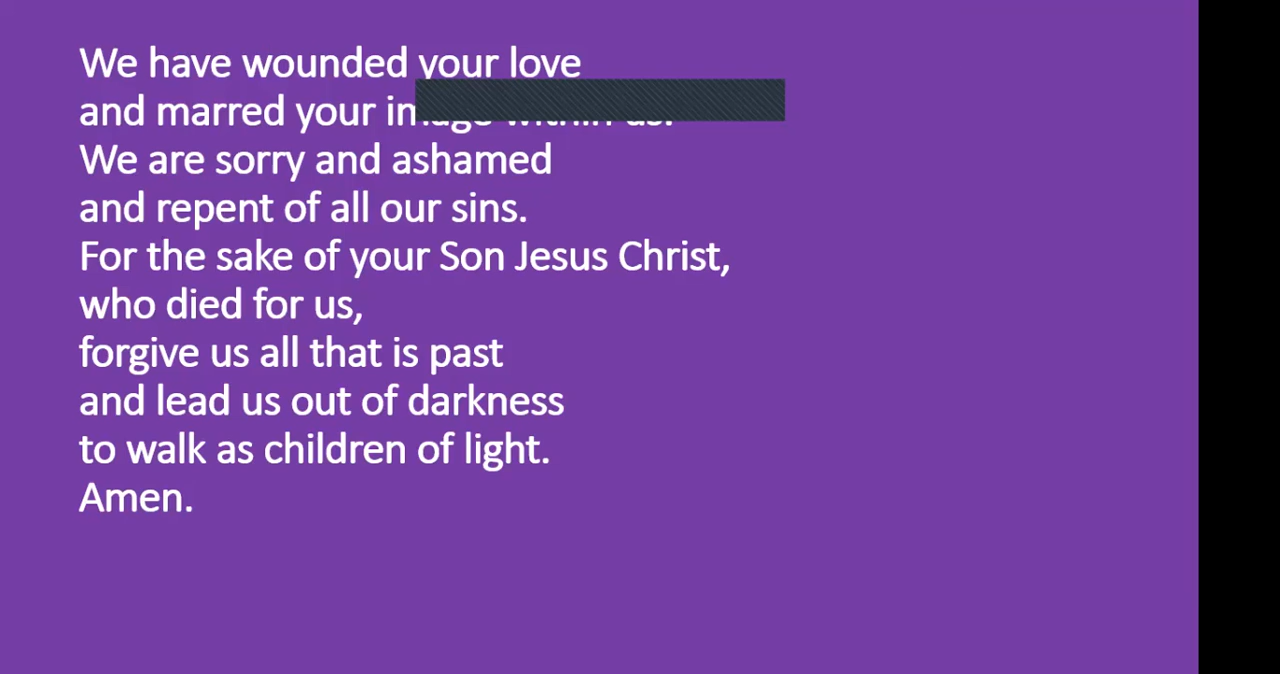 We have wounded your love
and marred your
We are sorry and ashamed
and repent of all our sins.
For the sake of your Son Jesus Christ,
who died for us,
forgive us all that is past
and lead us out of darkness
to walk as children of light.
Amen.